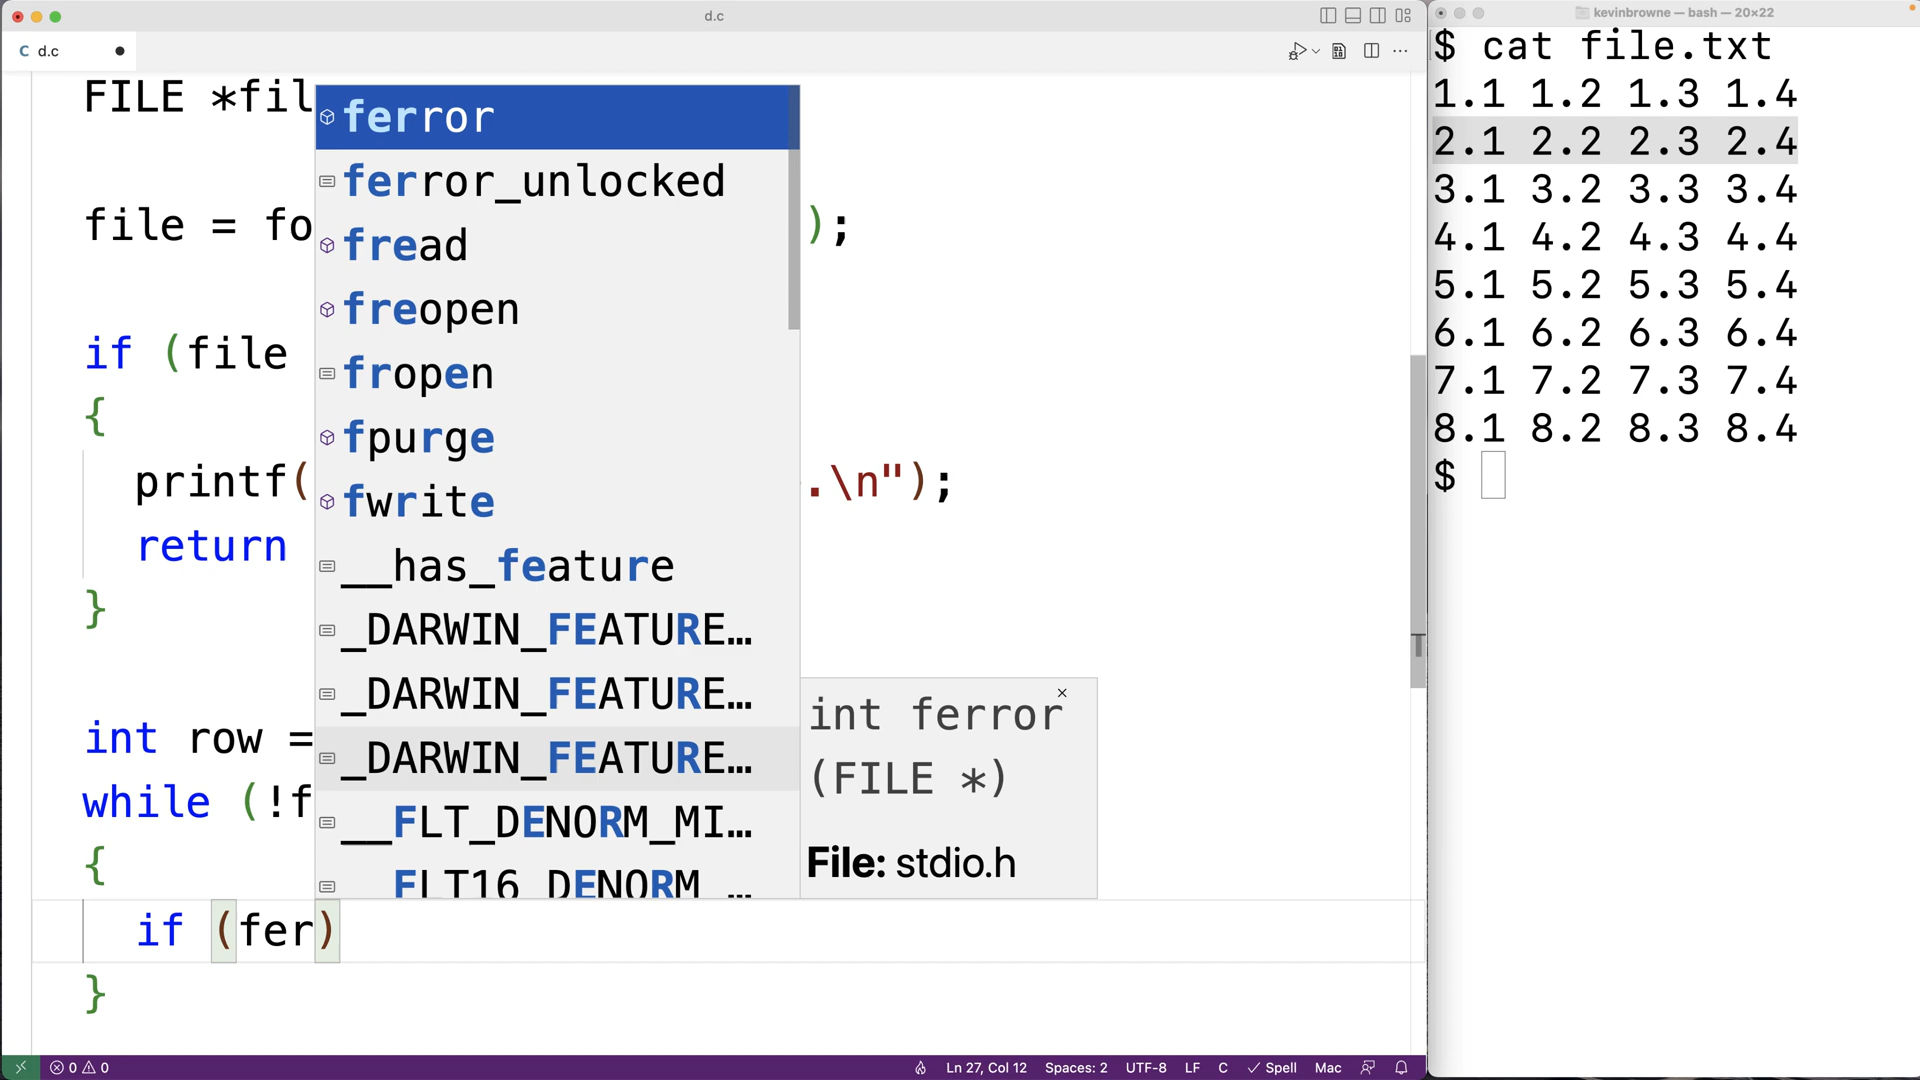 d.c
kevinbrowne — bash — 20×22
C d.c
$ cat file.txt
1.1 1.2 1.3 1.4
2.1 2.2 2.3 2.4
3.1 3.2 3.3 3.4
4.1 4.2 4.3 4.4
5.1 5.2 5.3 5.4
6.1 6.2 6.3 6.4
7.1 7.2 7.3 7.4
8.1 8.2 8.3 8.4
$
FILE *fil
file = fo );
if (file
{
printf( .\n");
return
}
int row =
while (!f
{
if (fer)
}
ferror
ferror_unlocked
fread
freopen
fropen
fpurge
fwrite
__has_feature
_DARWIN_FEATURE…
_DARWIN_FEATURE…
_DARWIN_FEATURE…
__FLT_DENORM_MI…
__FLT16_DENORM_…
int ferror
(FILE *)
File: stdio.h
0 0 Ln 27, Col 12 Spaces: 2 UTF-8 LF C Spell Mac